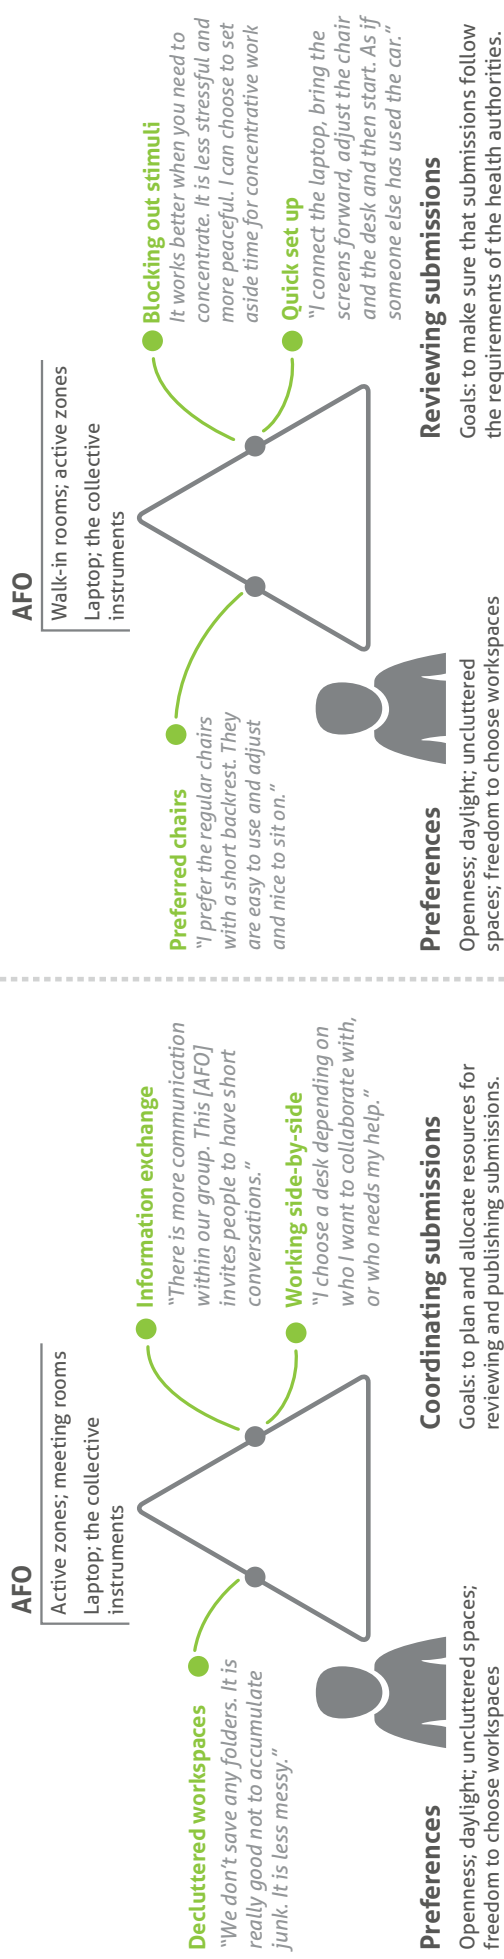 AFO
Active zones; meeting rooms
Laptop; the collective
instruments
Decluttered workspaces
“We don’t save any folders. It is
really good not to accumulate
junk. It is less messy.”
Information exchange
“There is more communication
within our group. This [AFO]
invites people to have short
conversations.”
Working side-by-side
“I choose a desk depending on
who I want to collaborate with,
or who needs my help.”
Preferences
Openness; daylight; uncluttered spaces;
freedom to choose workspaces
Coordinating submissions
Goals: to plan and allocate resources for
reviewing and publishing submissions.
AFO
Walk-in rooms; active zones
Laptop; the collective
instruments
Preferred chairs
“I prefer the regular chairs
with a short backrest. They
are easy to use and adjust
and nice to sit on.”
Blocking out stimuli
It works better when you need to
concentrate. It is less stressful and
more peaceful. I can choose to set
aside time for concentrative work
Quick set up
“I connect the laptop, bring the
screens forward, adjust the chair
and the desk and then start. As if
someone else has used the car.”
Preferences
Openness; daylight; uncluttered
spaces; freedom to choose workspaces
Reviewing submissions
Goals: to make sure that submissions follow
the requirements of the health authorities.